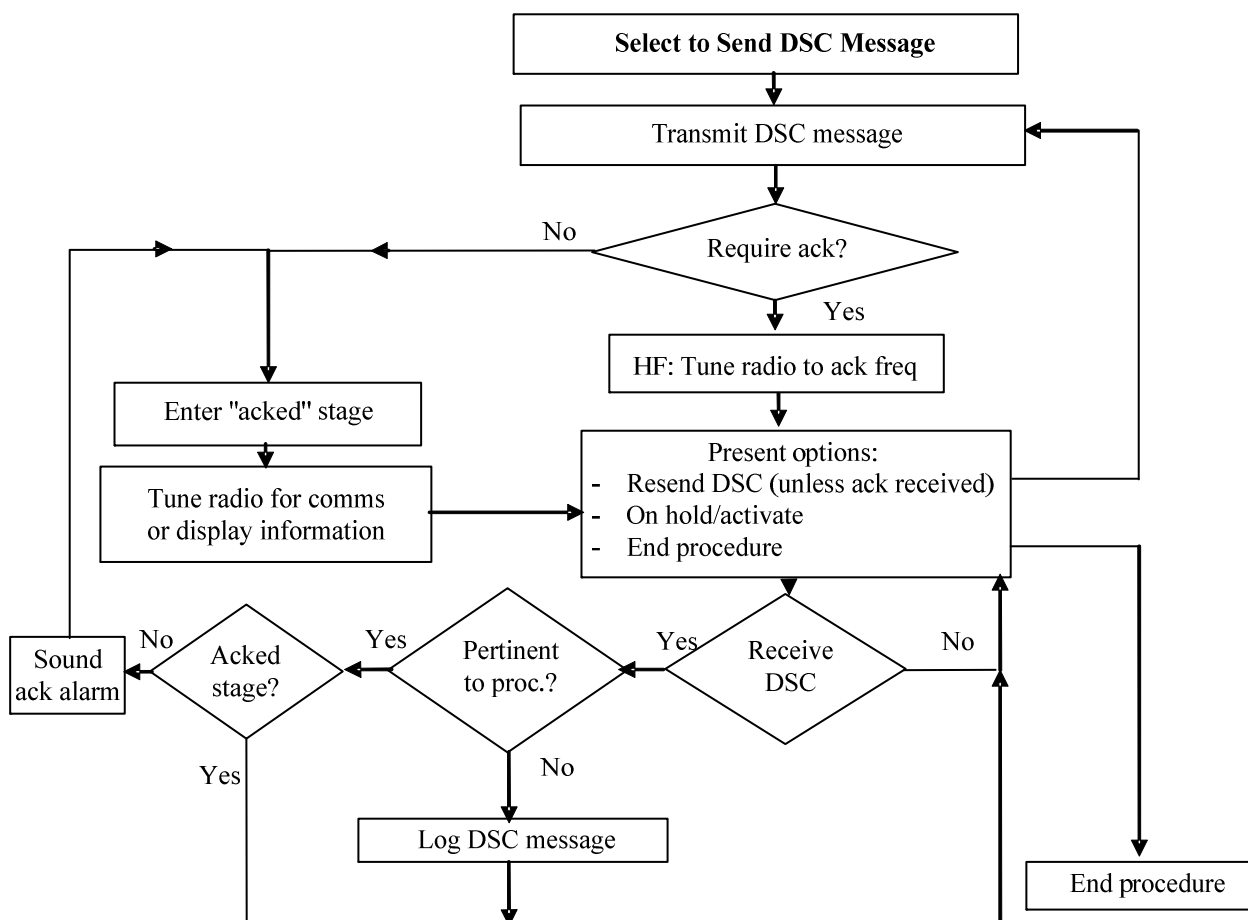 Select to Send DSC Message
Transmit DSC message
No
Require ack?
Yes
HF: Tune radio to ack freq
Enter "acked" stage
Tune radio for comms
or display information
Present options:
- Resend DSC (unless ack received)
- On hold/activate
- End procedure
No
Sound
ack alarm
Acked
stage?
Yes
Pertinent
to proc.?
Yes
Receive
DSC
No
Yes
No
Log DSC message
End procedure